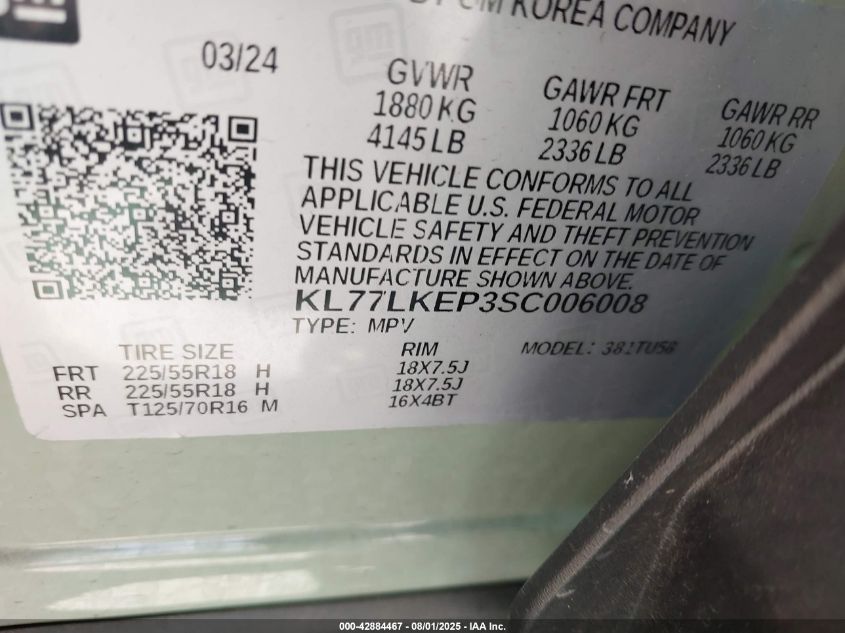 GM KOREA COMPANY
03/24
GVWR GAWR FRT GAWR RR
1880 KG 1060 KG 1060 KG
4145 LB 2336 LB 2336 LB
THIS VEHICLE CONFORMS TO ALL
APPLICABLE U.S. FEDERAL MOTOR
VEHICLE SAFETY AND THEFT PREVENTION
STANDARDS IN EFFECT ON THE DATE OF
MANUFACTURE SHOWN ABOVE.
KL77LKEP3SC006008
TYPE: MPV
TIRE SIZE RIM MODEL:
FRT 225/55R18 H 18X7.5J
RR 225/55R18 H 18X7.5J
SPA T125/70R16 M 16X4BT
000-42884467 - 08/01/2025 - IAA Inc.